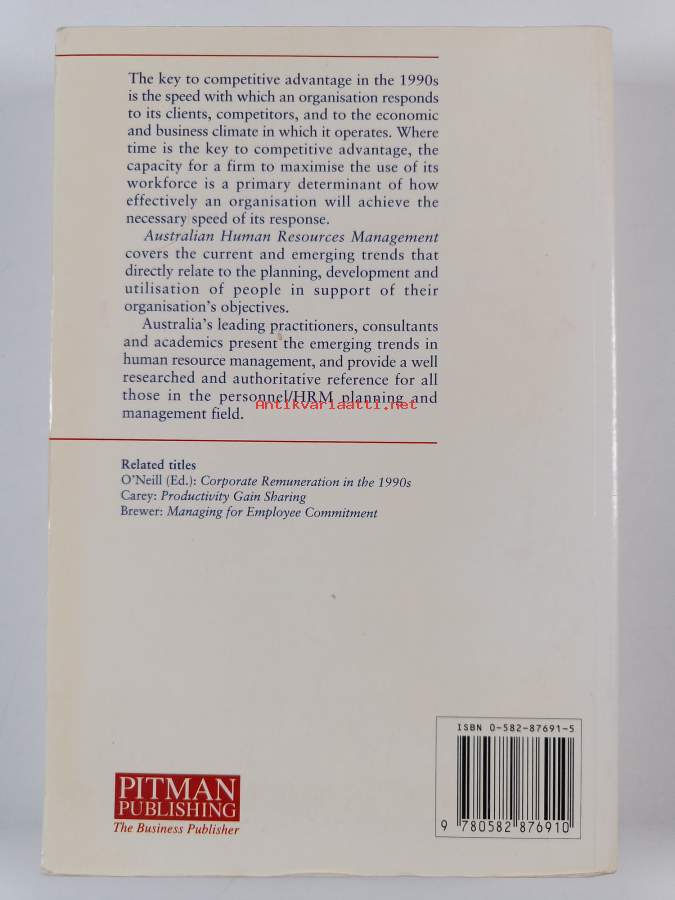 The key to competitive advantage in the 1990s
is the speed with which an organisation responds
to its clients, competitors, and to the economic
and business climate in which it operates. Where
time is the key to competitive advantage, the
capacity for a firm to maximise the use of its
workforce is a primary determinant of how
effectively an organisation will achieve the
necessary speed of its response.
Australian Human Resources Management
covers the current and emerging trends that
directly relate to the planning, development and
utilisation of people in support of their
organisation's objectives.
Australia's leading practitioners, consultants
and academics present the emerging trends in
human resource management, and provide a well
researched and authoritative reference for all
those in the personnel/HRM planning and
Antikvariaatti.net
management field.
Related titles
O'Neill (Ed.): Corporate Remuneration in the 1990s
Carey: Productivity Gain Sharing
Brewer: Managing for Employee Commitment
ISBN 0-582-87691-5
9 780582 876910
PITMAN
PUBLISHING
The Business Publisher